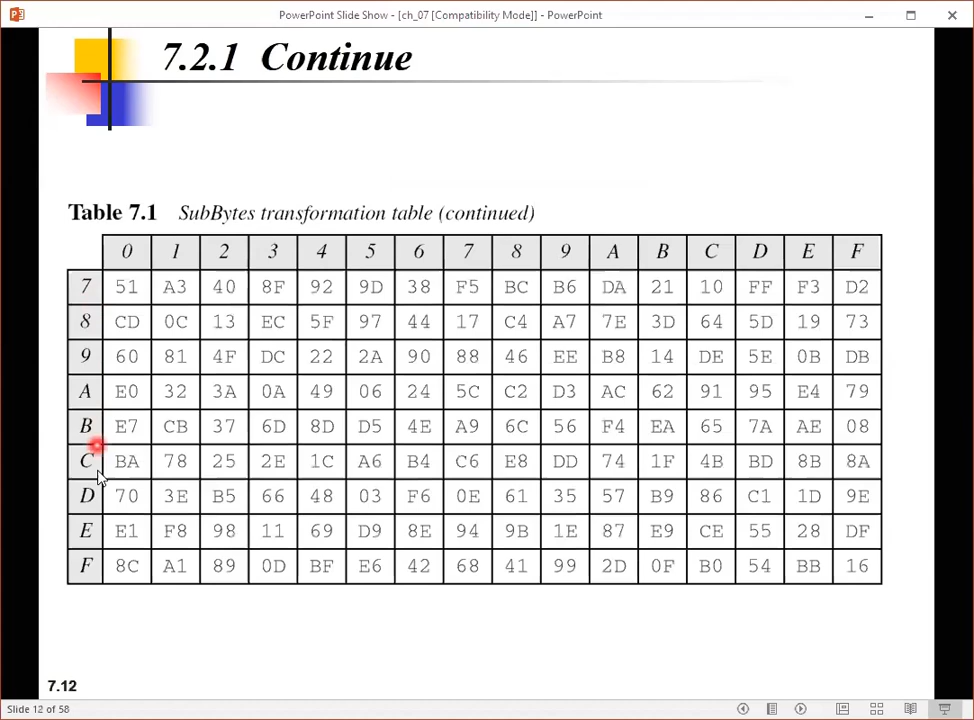 PowerPoint Slide Show - [ch_07 [Compatibility Mode]] - PowerPoint
7.2.1 Continue
Table 7.1 SubBytes transformation table (continued)
0 1 2 3 4 5 6 7 8 9 A B C D E F
7 51 A3 40 8F 92 9D 38 F5 BC B6 DA 21 10 FF F3 D2
8 CD 0C 13 EC 5F 97 44 17 C4 A7 7E 3D 64 5D 19 73
9 60 81 4F DC 22 2A 90 88 46 EE B8 14 DE 5E 0B DB
A E0 32 3A 0A 49 06 24 5C C2 D3 AC 62 91 95 E4 79
B E7 CB 37 6D 8D D5 4E A9 6C 56 F4 EA 65 7A AE 08
C BA 78 25 2E 1C A6 B4 C6 E8 DD 74 1F 4B BD 8B 8A
D 70 3E B5 66 48 03 F6 0E 61 35 57 B9 86 C1 1D 9E
E E1 F8 98 11 69 D9 8E 94 9B 1E 87 E9 CE 55 28 DF
F 8C A1 89 0D BF E6 42 68 41 99 2D 0F B0 54 BB 16
7.12
Slide 12 of 58